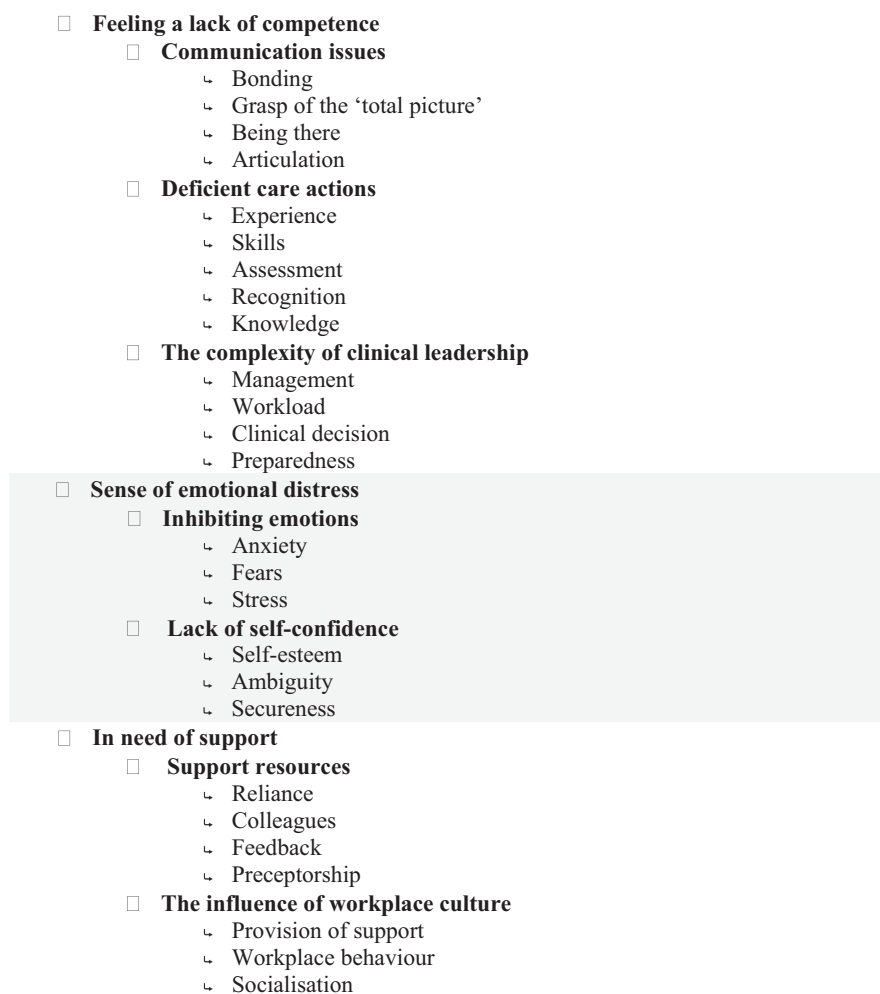 Feeling a lack of competence
Communication issues
Bonding
Grasp of the ‘total picture’
Being there
Articulation
Deficient care actions
Experience
Skills
Assessment
Recognition
Knowledge
The complexity of clinical leadership
Management
Workload
Clinical decision
Preparedness
Sense of emotional distress
Inhibiting emotions
Anxiety
Fears
Stress
Lack of self-confidence
Self-esteem
Ambiguity
Secureness
In need of support
Support resources
Reliance
Colleagues
Feedback
Preceptorship
The influence of workplace culture
Provision of support
Workplace behaviour
Socialisation